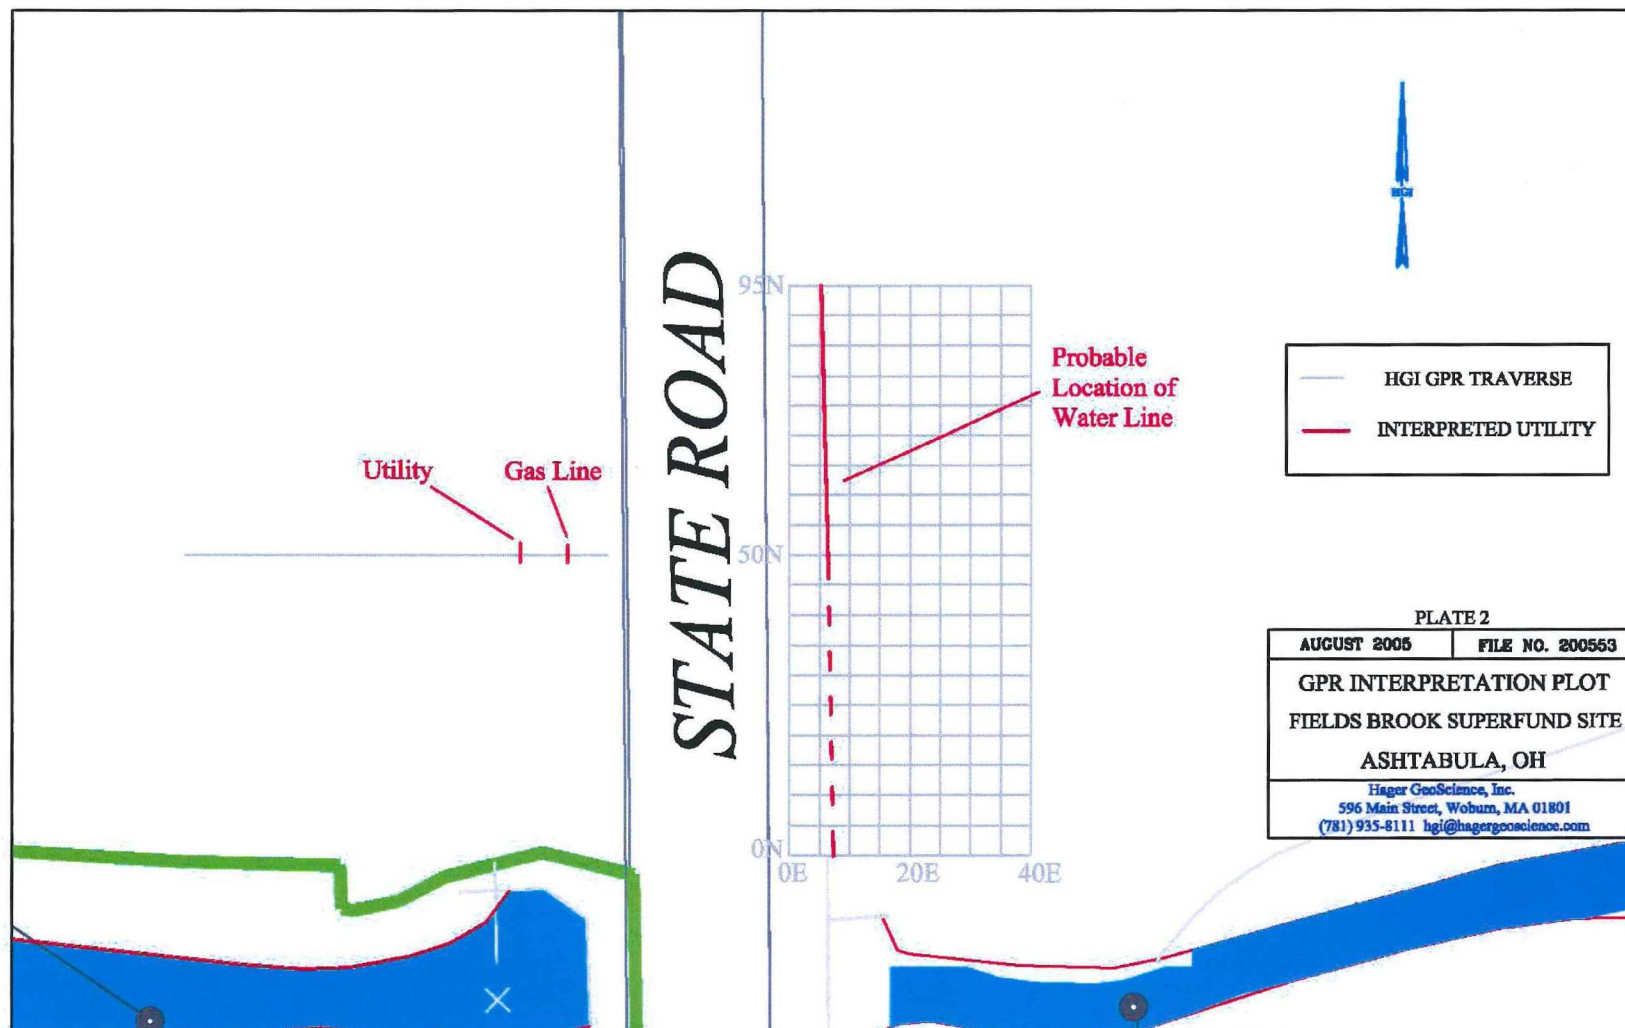 HGI
STATE ROAD
95N
50N
0N
0E
20E
40E
Probable
Location of
Water Line
Utility
Gas Line
HGI GPR TRAVERSE
INTERPRETED UTILITY
PLATE 2
AUGUST 2005
FILE NO. 200553
GPR INTERPRETATION PLOT
FIELDS BROOK SUPERFUND SITE
ASHTABULA, OH
Hager GeoScience, Inc.
596 Main Street, Woburn, MA 01801
(781) 935-8111 hgi@hagergeoscience.com